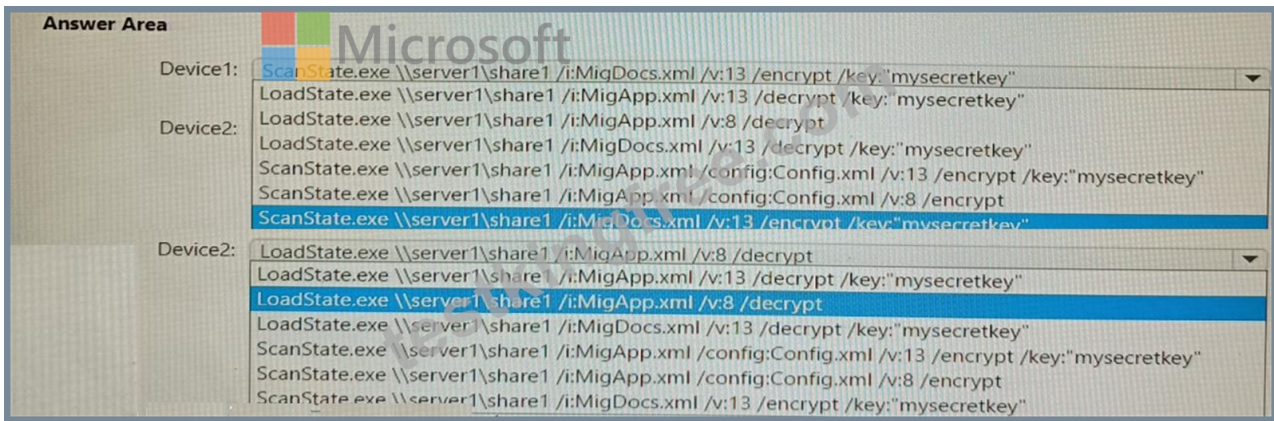 Answer Area
Microsoft
Device1: ScanState.exe \\server1\share1 /i:MigDocs.xml /v:13 /encrypt /key:"mysecretkey"
LoadState.exe \\server1\share1 /i:MigApp.xml /v:13 /decrypt /key:"mysecretkey"
LoadState.exe \\server1\share1 /i:MigApp.xml /v:8 /decrypt
Device2:
LoadState.exe \\server1\share1 /i:MigDocs.xml /v:13 /decrypt /key:"mysecretkey"
ScanState.exe \\server1\share1 /i:MigApp.xml /config:Config.xml /v:13 /encrypt /key:"mysecretkey"
ScanState.exe \\server1\share1 /i:MigApp.xml /config:Config.xml /v:8 /encrypt
ScanState.exe \\server1\share1 /i:MigDocs.xml /v:13 /encrypt /key:"mysecretkey"
Device2: LoadState.exe \\server1\share1 /i:MigApp.xml /v:8 /decrypt
LoadState.exe \\server1\share1 /i:MigApp.xml /v:13 /decrypt /key:"mysecretkey"
LoadState.exe \\server1\share1 /i:MigApp.xml /v:8 /decrypt
LoadState.exe \\server1\share1 /i:MigDocs.xml /v:13 /decrypt /key:"mysecretkey"
ScanState.exe \\server1\share1 /i:MigApp.xml /config:Config.xml /v:13 /encrypt /key:"mysecretkey"
ScanState.exe \\server1\share1 /i:MigApp.xml /config:Config.xml /v:8 /encrypt
ScanState.exe \\server1\share1 /i:MigDocs.xml /v:13 /encrypt /key:"mysecretkey"
testkingfree.com